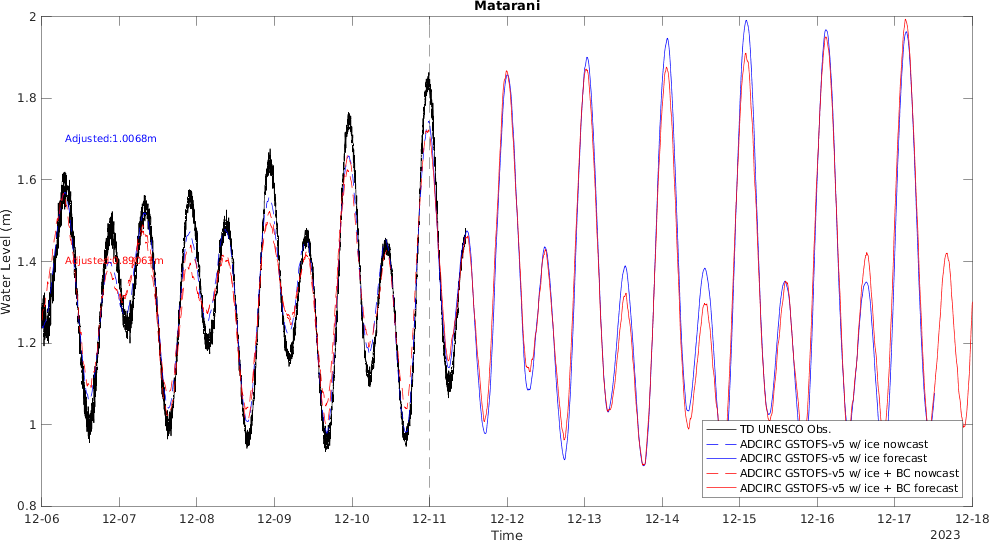 Matarani
2
1.8
1.6
1.4
1.2
1
0.8
Water Level (m)
Adjusted:1.0068m
Adjusted:0.89063m
TD UNESCO Obs.
ADCIRC GSTOFS-v5 w/ ice nowcast
ADCIRC GSTOFS-v5 w/ ice forecast
ADCIRC GSTOFS-v5 w/ ice + BC nowcast
ADCIRC GSTOFS-v5 w/ ice + BC forecast
12-06 12-07 12-08 12-09 12-10 12-11 12-12 12-13 12-14 12-15 12-16 12-17 12-18
Time
2023